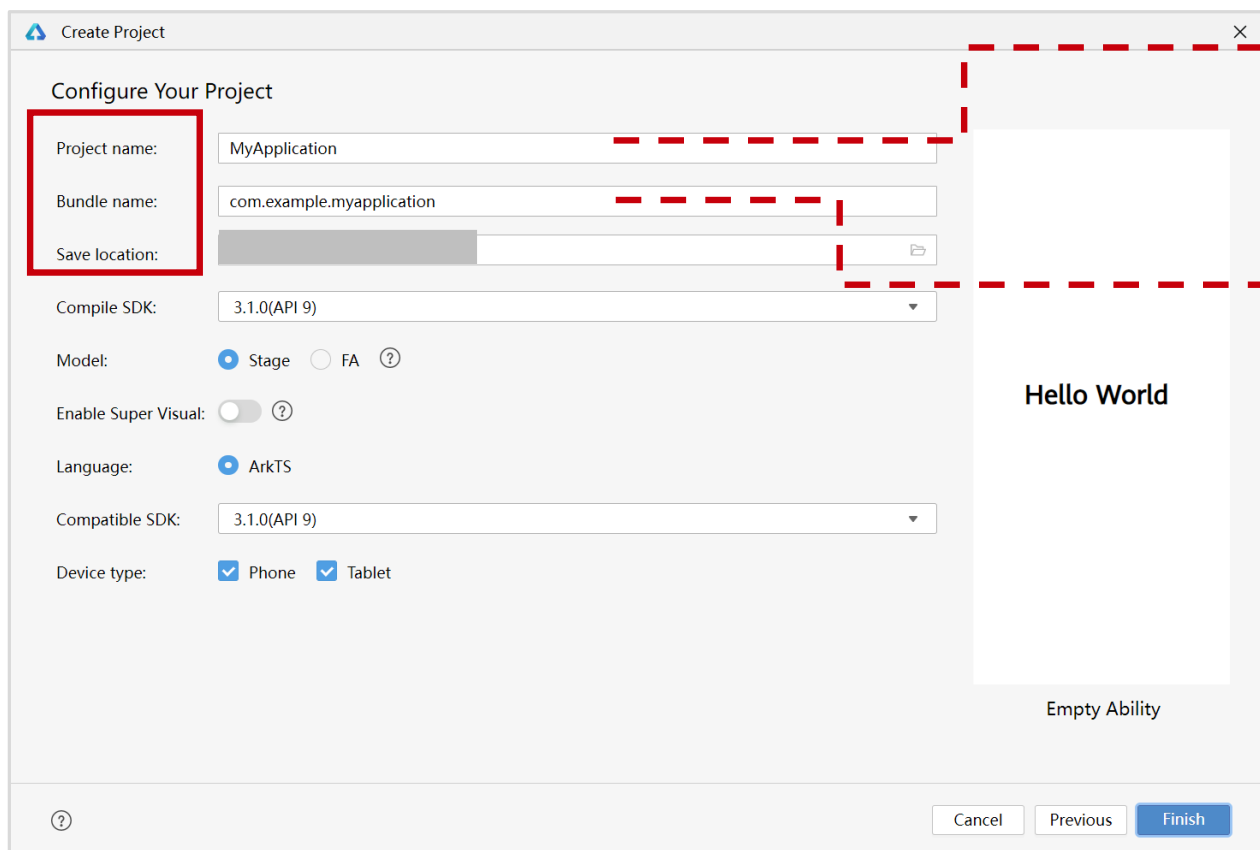 Create Project
Configure Your Project
Project name: MyApplication
Bundle name: com.example.myapplication
Save location:
Compile SDK: 3.1.0(API 9)
Model: Stage FA ?
Enable Super Visual: ?
Language: ArkTS
Compatible SDK: 3.1.0(API 9)
Device type: Phone Tablet
Hello World
Empty Ability
? Cancel Previous Finish